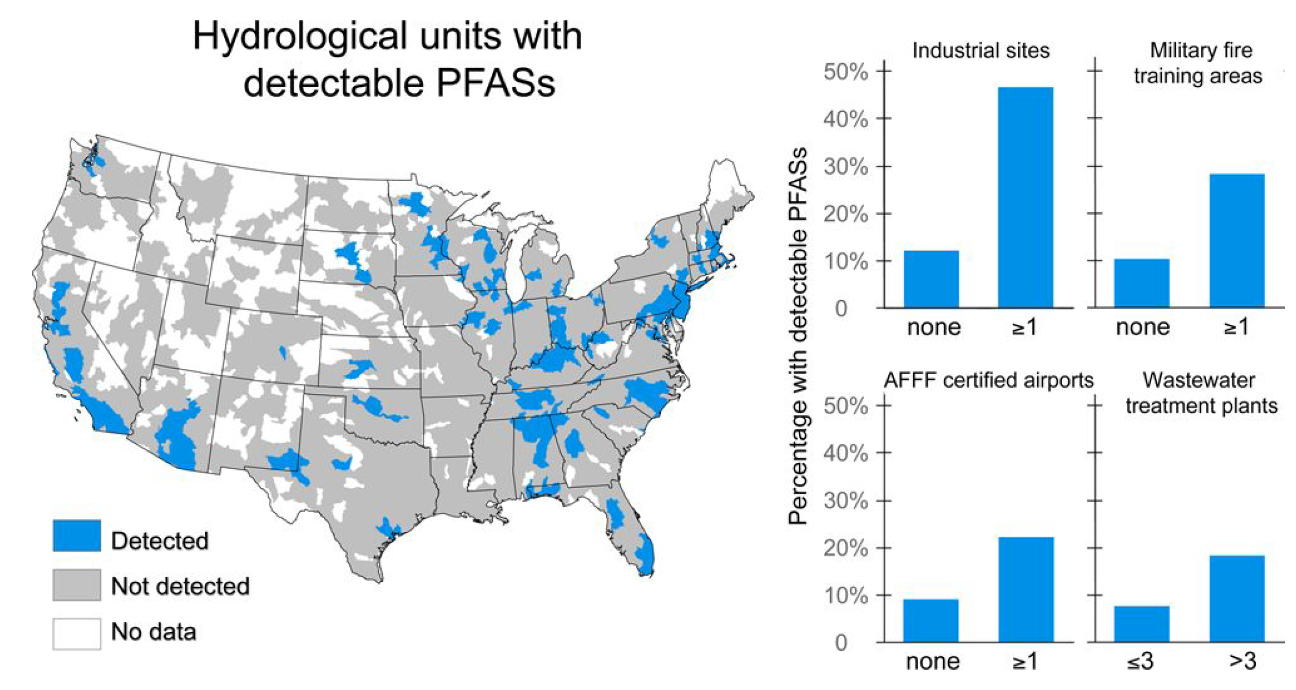 Hydrological units with
detectable PFASs
Detected
Not detected
No data
Percentage with detectable PFASs
Industrial sites
50%
40%
30%
20%
10%
0
none
≥1
Military fire
training areas
none
≥1
AFFF certified airports
50%
40%
30%
20%
10%
0
none
≥1
Wastewater
treatment plants
≤3
>3